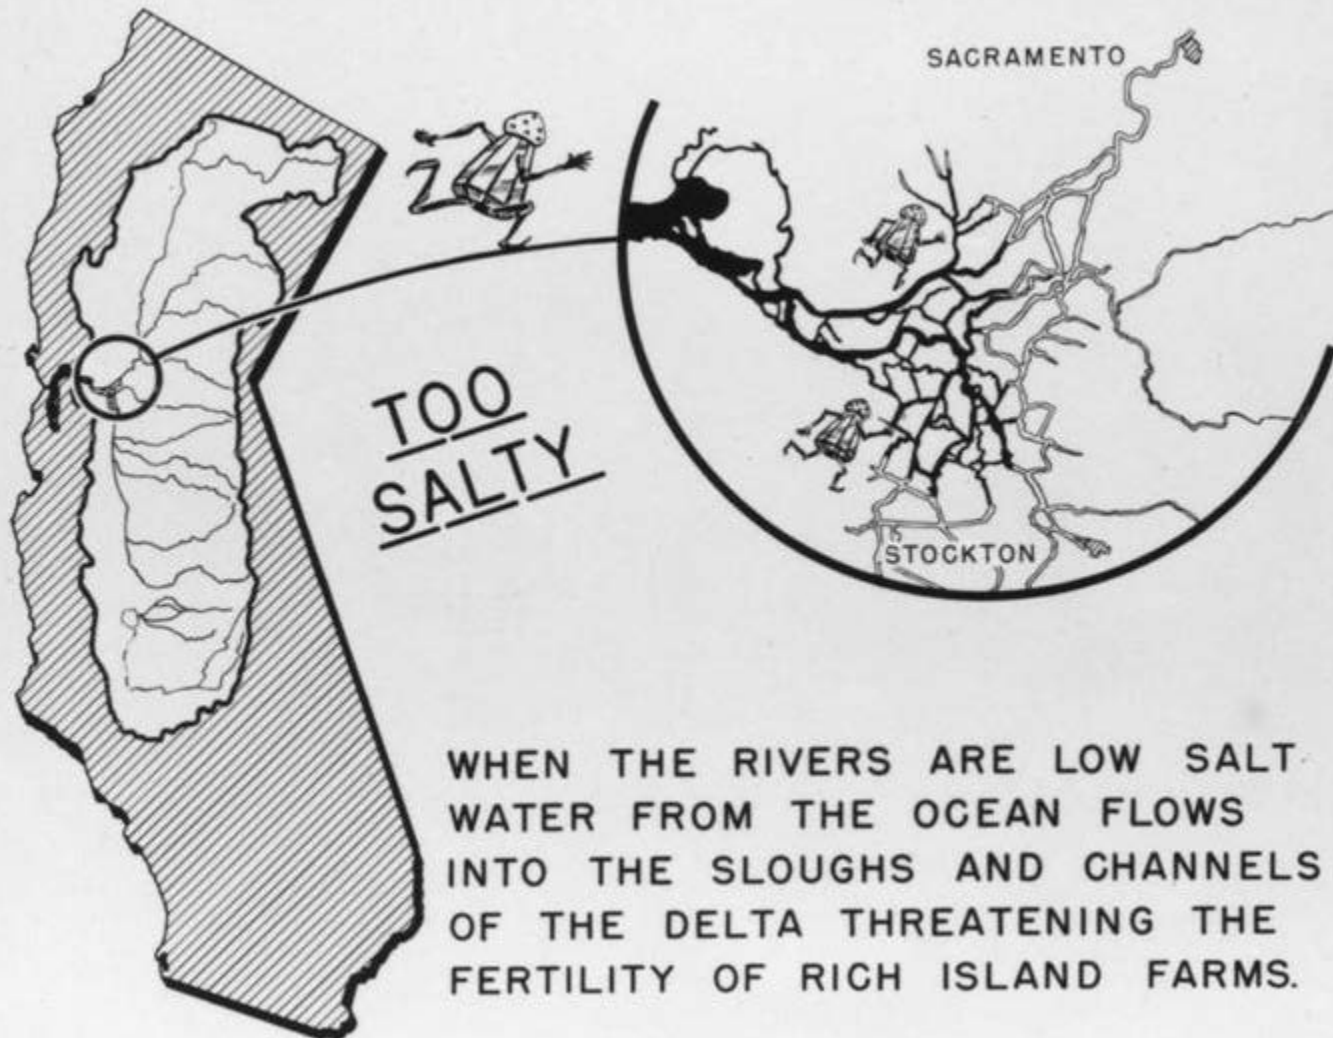 SACRAMENTO
TOO
SALTY
STOCKTON
WHEN THE RIVERS ARE LOW SALT
WATER FROM THE OCEAN FLOWS
INTO THE SLOUGHS AND CHANNELS
OF THE DELTA THREATENING THE
FERTILITY OF RICH ISLAND FARMS.